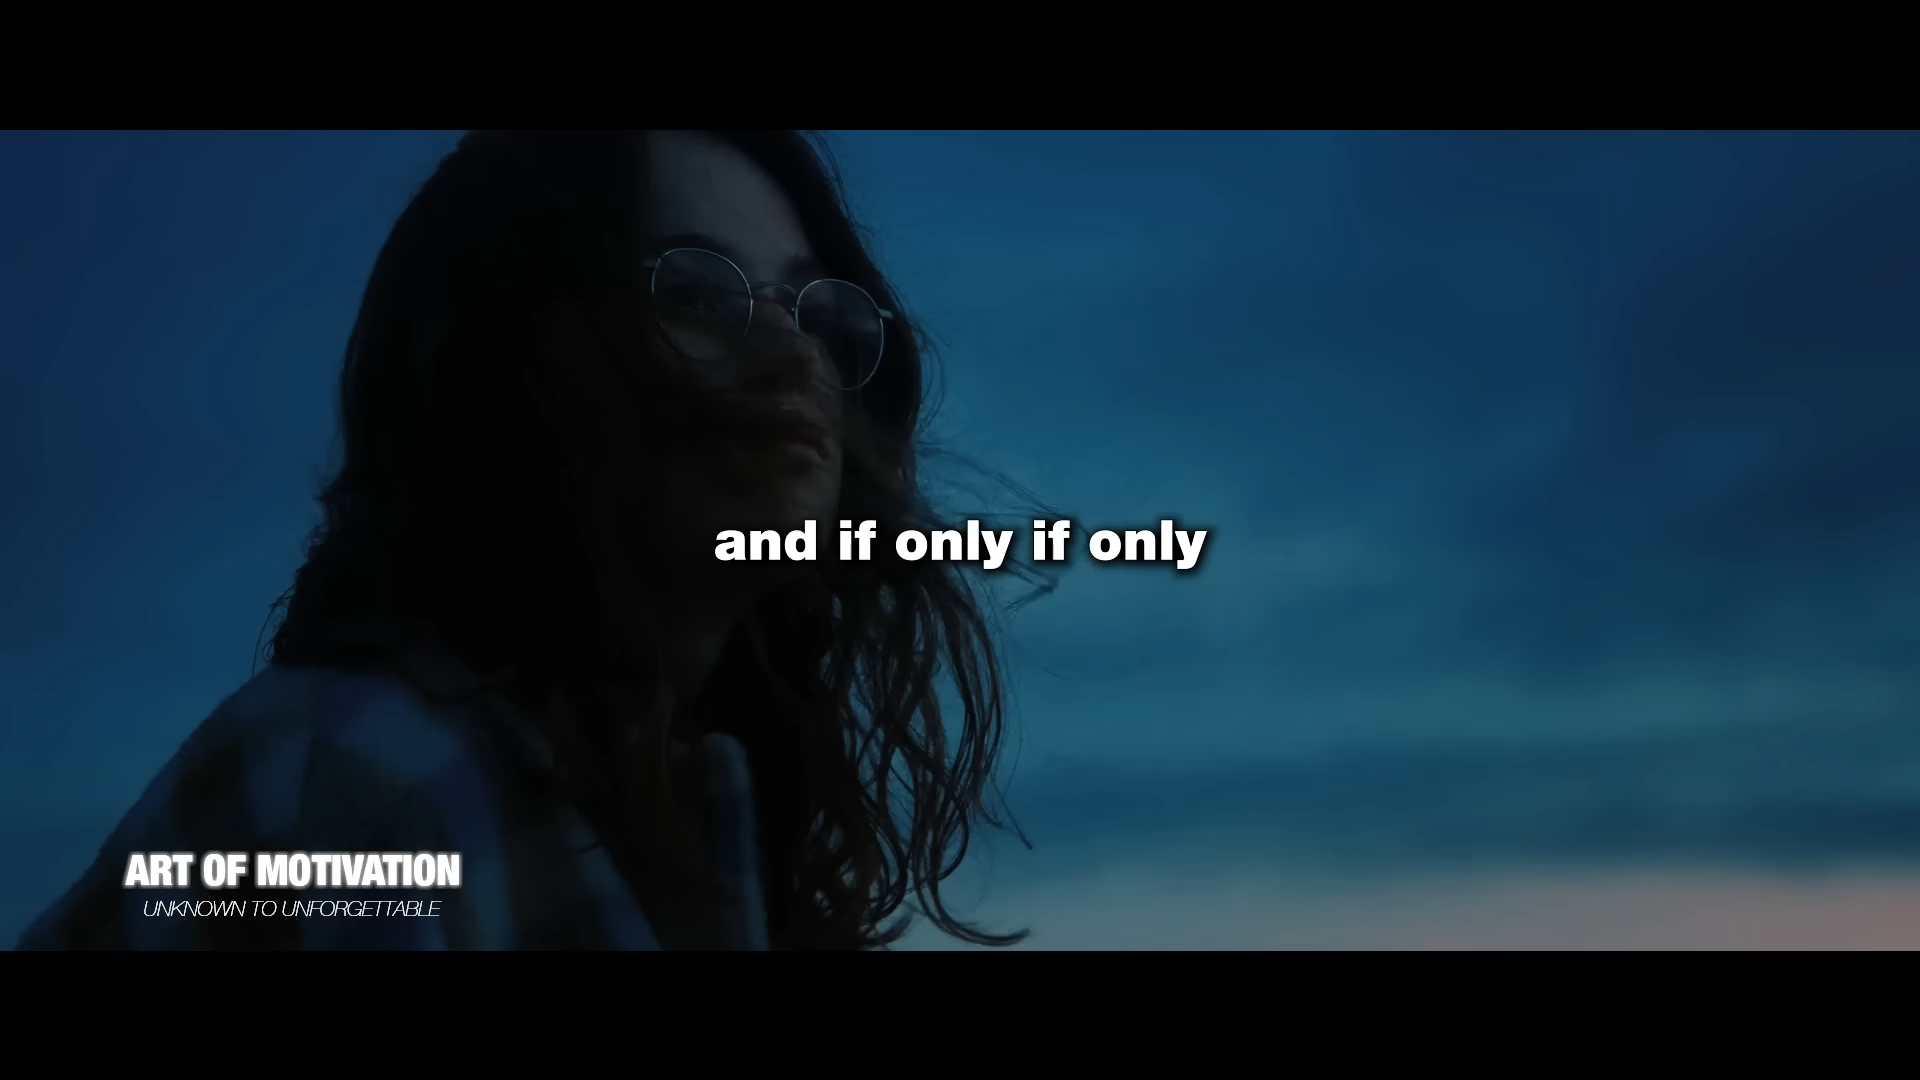 and if only if only
ART OF MOTIVATION
UNKNOWN TO UNFORGETTABLE